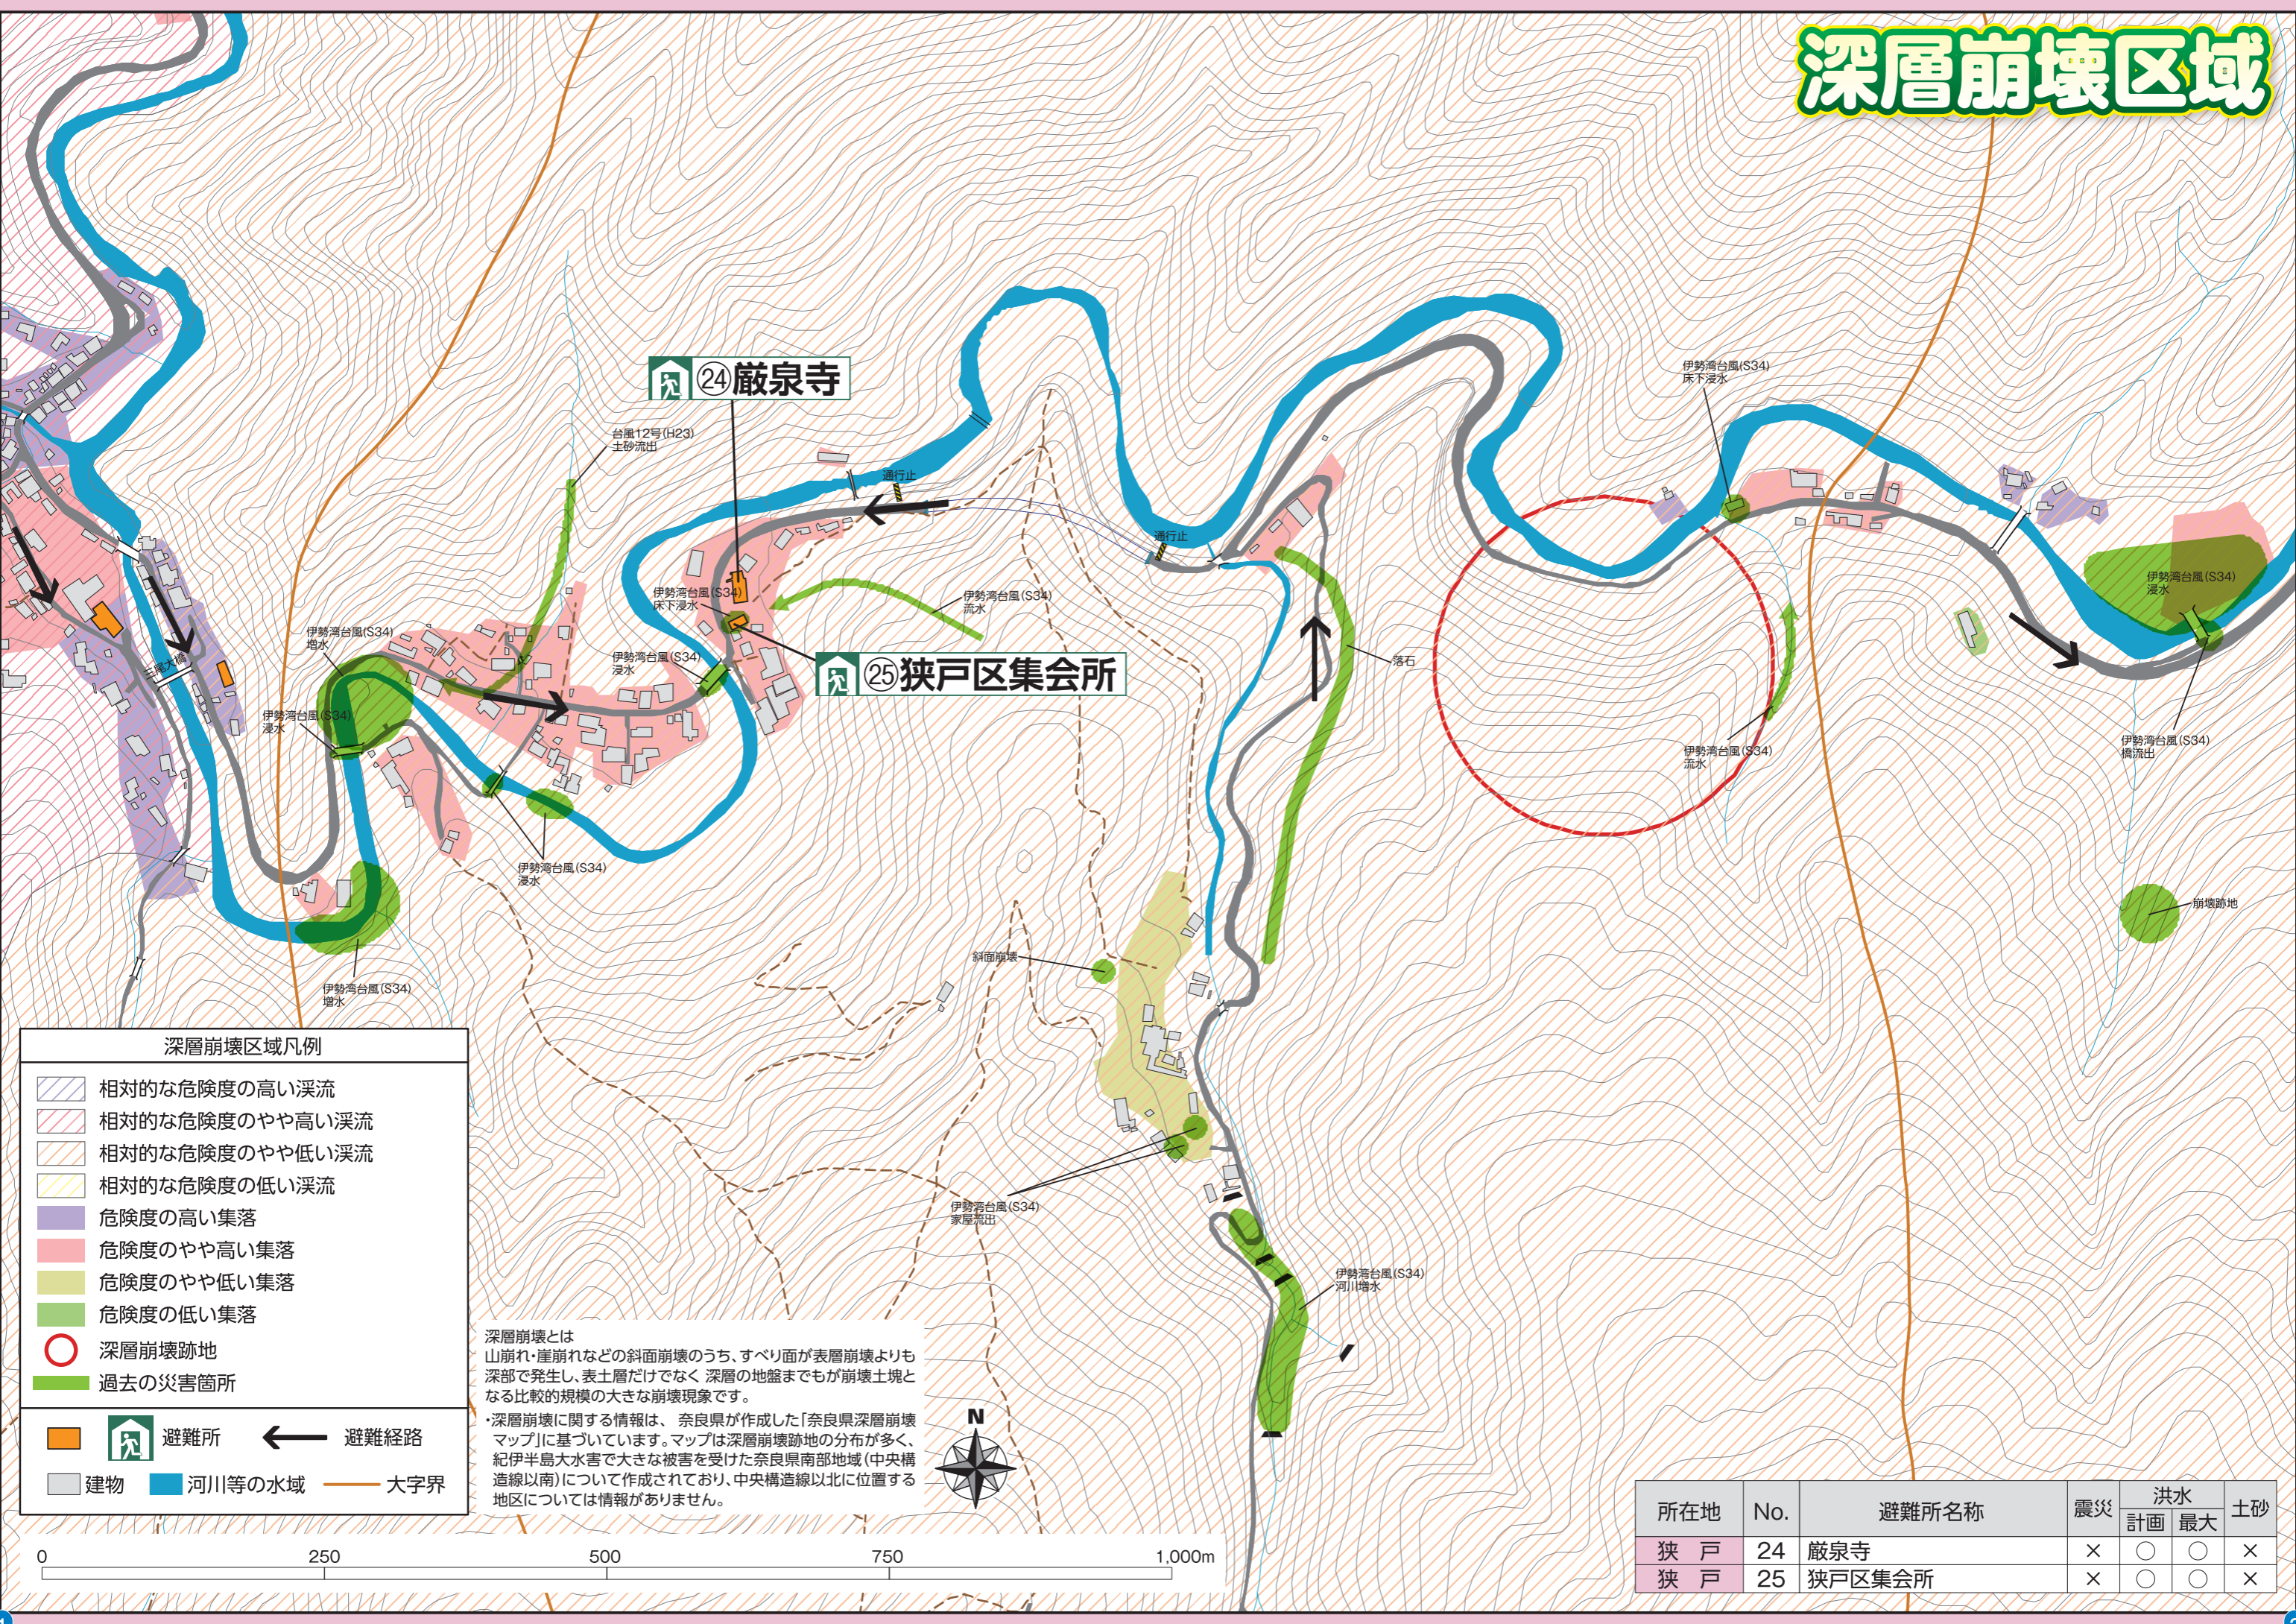 深層崩壊区域
㉔厳泉寺
伊勢湾台風(S34)
床下浸水
台風12号(H23)
土砂流出
通行止
通行止
伊勢湾台風(S34)
浸水
伊勢湾台風(S34)
床下浸水
伊勢湾台風(S34)
流水
伊勢湾台風(S34)
増水
三尾大橋
伊勢湾台風(S34)
浸水
㉕狭戸区集会所
落石
伊勢湾台風(S34)
浸水
伊勢湾台風(S34)
流水
伊勢湾台風(S34)
橋流出
伊勢湾台風(S34)
浸水
崩壊跡地
斜面崩壊
伊勢湾台風(S34)
増水
伊勢湾台風(S34)
家屋流出
伊勢湾台風(S34)
河川増水
深層崩壊区域凡例
相対的な危険度の高い渓流
相対的な危険度のやや高い渓流
相対的な危険度のやや低い渓流
相対的な危険度の低い渓流
危険度の高い集落
危険度のやや高い集落
危険度のやや低い集落
危険度の低い集落
深層崩壊跡地
過去の災害箇所
避難所 避難経路
建物 河川等の水域 大字界
深層崩壊とは
山崩れ・崖崩れなどの斜面崩壊のうち、すべり面が表層崩壊よりも
深部で発生し、表土層だけでなく 深層の地盤までもが崩壊土塊と
なる比較的規模の大きな崩壊現象です。
・深層崩壊に関する情報は、 奈良県が作成した「奈良県深層崩壊
マップ」に基づいています。マップは深層崩壊跡地の分布が多く、
紀伊半島大水害で大きな被害を受けた奈良県南部地域(中央構
造線以南)について作成されており、中央構造線以北に位置する
地区については情報がありません。
N
0 250 500 750 1,000m
所在地 No. 避難所名称 震災 洪水 土砂
計画 最大
狭 戸 24 厳泉寺 × ○ ○ ×
狭 戸 25 狭戸区集会所 × ○ ○ ×